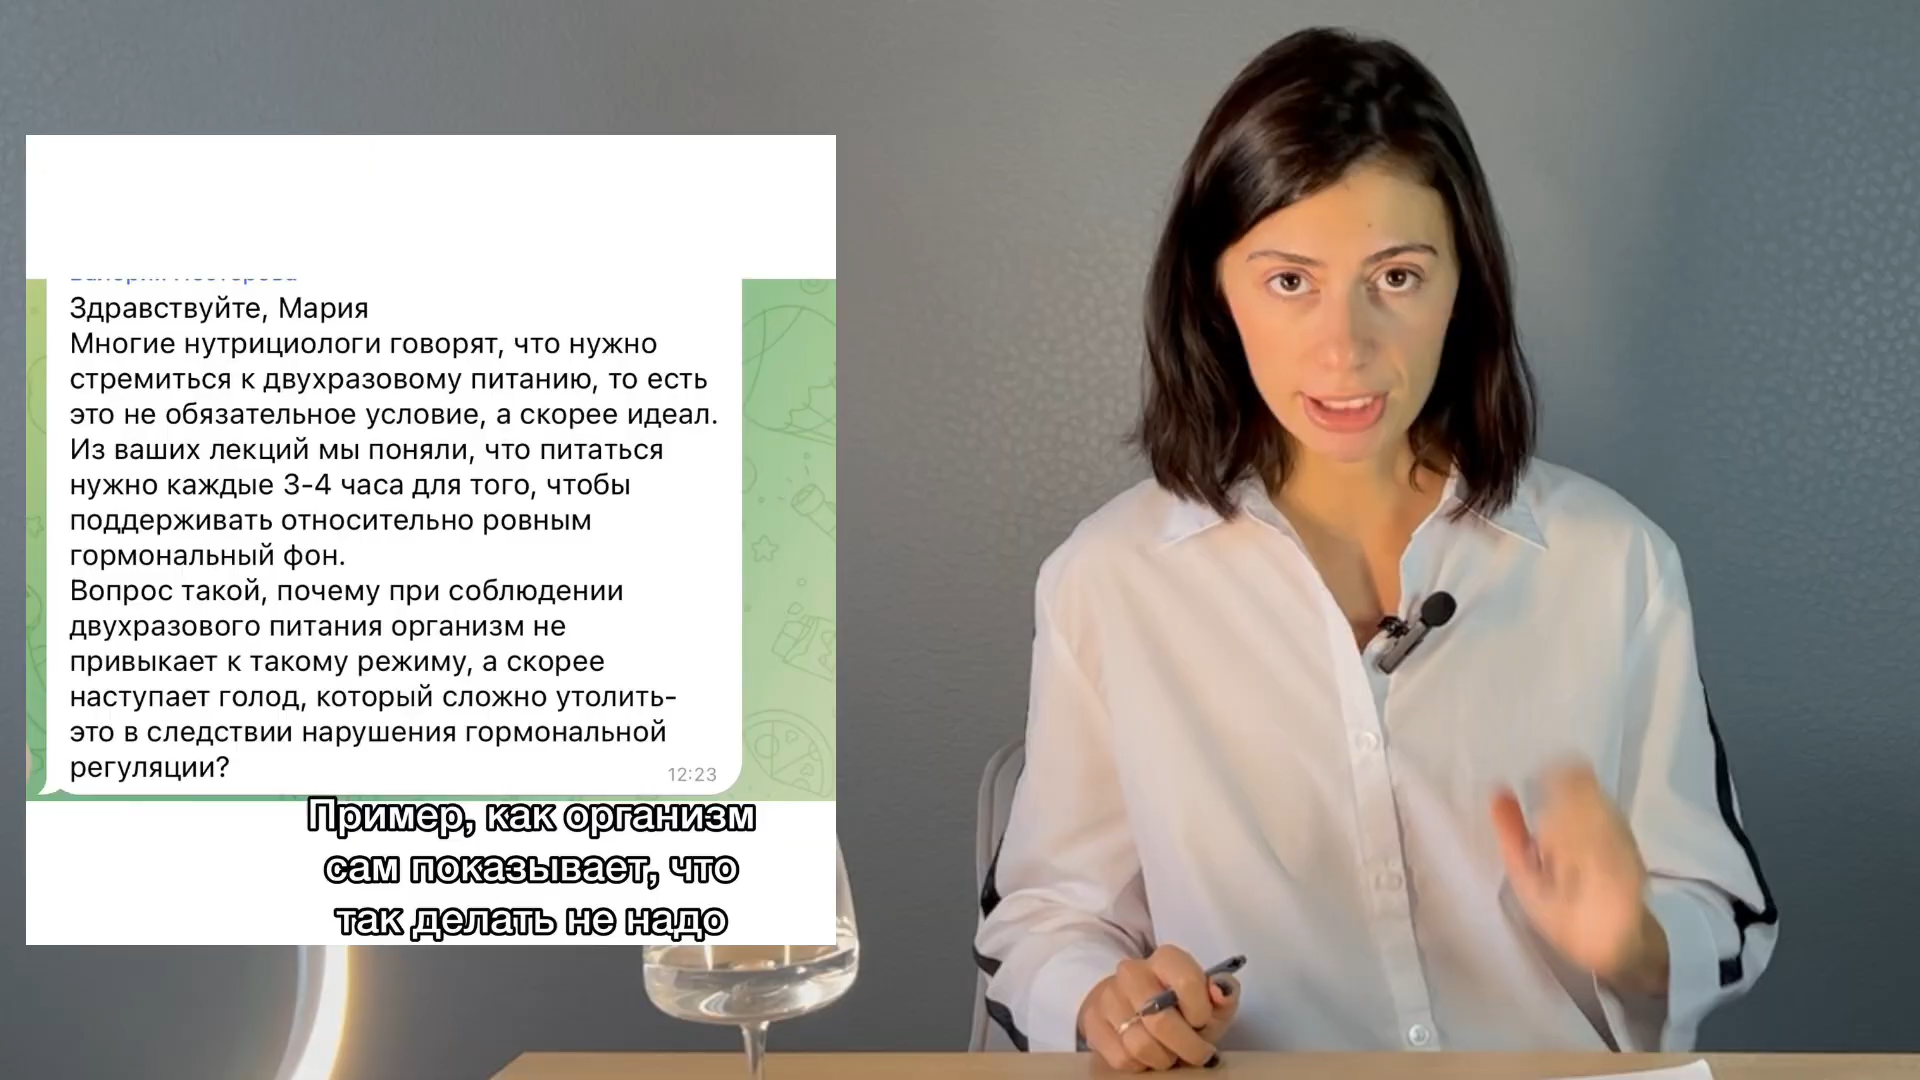 Здравствуйте, Мария
Многие нутрициологи говорят, что нужно
стремиться к двухразовому питанию, то есть
это не обязательное условие, а скорее идеал.
Из ваших лекций мы поняли, что питаться
нужно каждые 3-4 часа для того, чтобы
поддерживать относительно ровным
гормональный фон.
Вопрос такой, почему при соблюдении
двухразового питания организм не
привыкает к такому режиму, а скорее
наступает голод, который сложно утолить-
это в следствии нарушения гормональной
регуляции?
12:23
Пример, как организм
сам показывает, что
так делать не надо